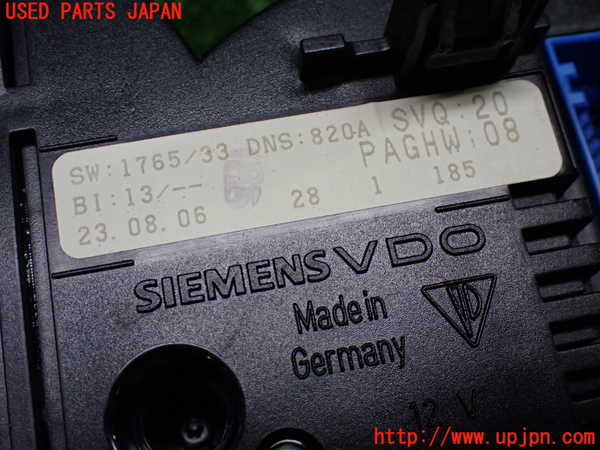 USED PARTS JAPAN
SW:1765/33 DNS:820A SVQ:20
BI:13/-- PAGHW:08
23.08.06 28 1 185
SIEMENS VDO
Made in
Germany
12 V
http://www.upjpn.com/